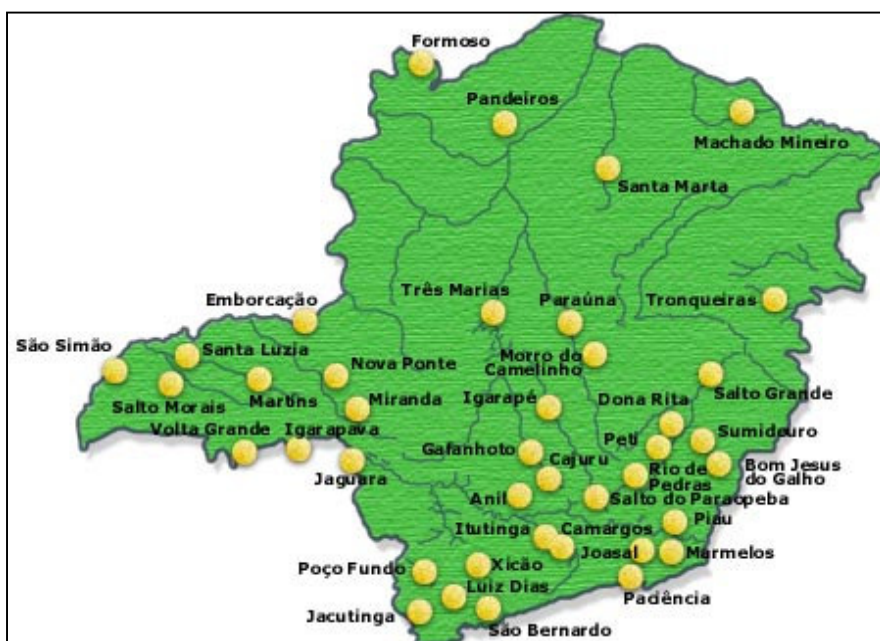 Formoso
Pandeiros
Machado Mineiro
Santa Marta
Três Marias
Paraúna
Tronqueiras
Emborcação
São Simão
Santa Luzia
Nova Ponte
Morro do
Camelinho
Salto Morais
Martins
Miranda
Igarapé
Dona Rita
Salto Grande
Volta Grande
Igarapava
Gafanhoto
Cajuru
Peti
Sumidouro
Jaguara
Anil
Rio de
Pedras
Bom Jesus
do Galho
Salto do Paraopeba
Piau
Itutinga
Camargos
Joasal
Marmelos
Poço Fundo
Xicão
Luiz Dias
Paciência
Jacutinga
São Bernardo